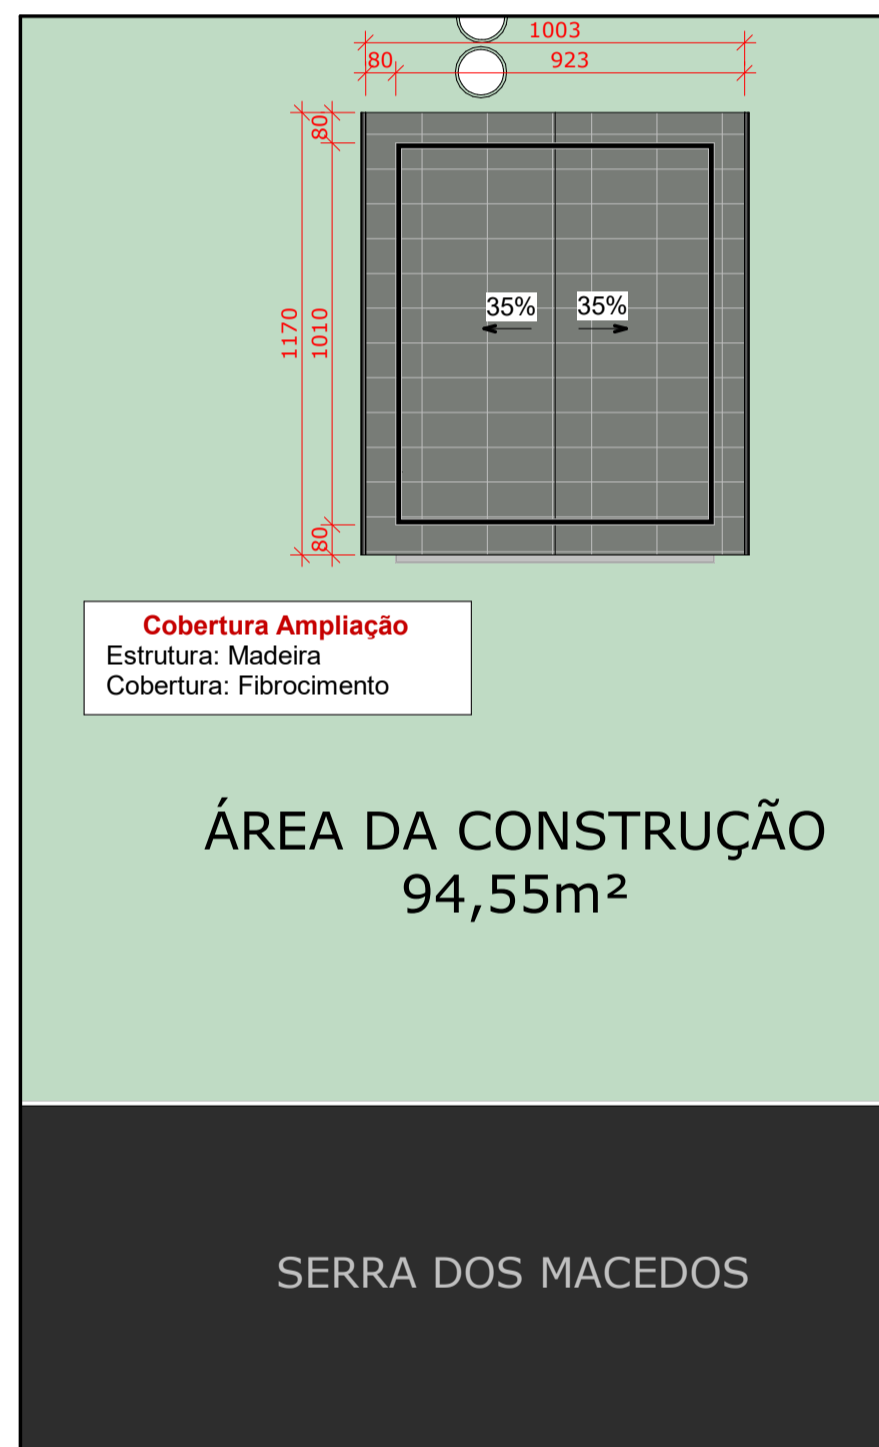 1003
80
923
80
35%
35%
1170
1010
80
Cobertura Ampliação
Estrutura: Madeira
Cobertura: Fibrocimento
ÁREA DA CONSTRUÇÃO
94,55m²
SERRA DOS MACEDOS